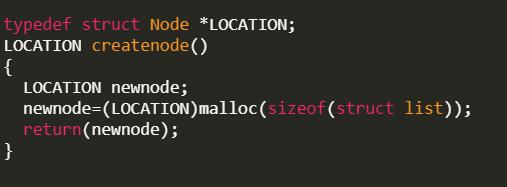 typedef struct Node *LOCATION;
LOCATION createnode()
{
LOCATION newnode;
newnode=(LOCATION)malloc(sizeof(struct list));
return(newnode);
}